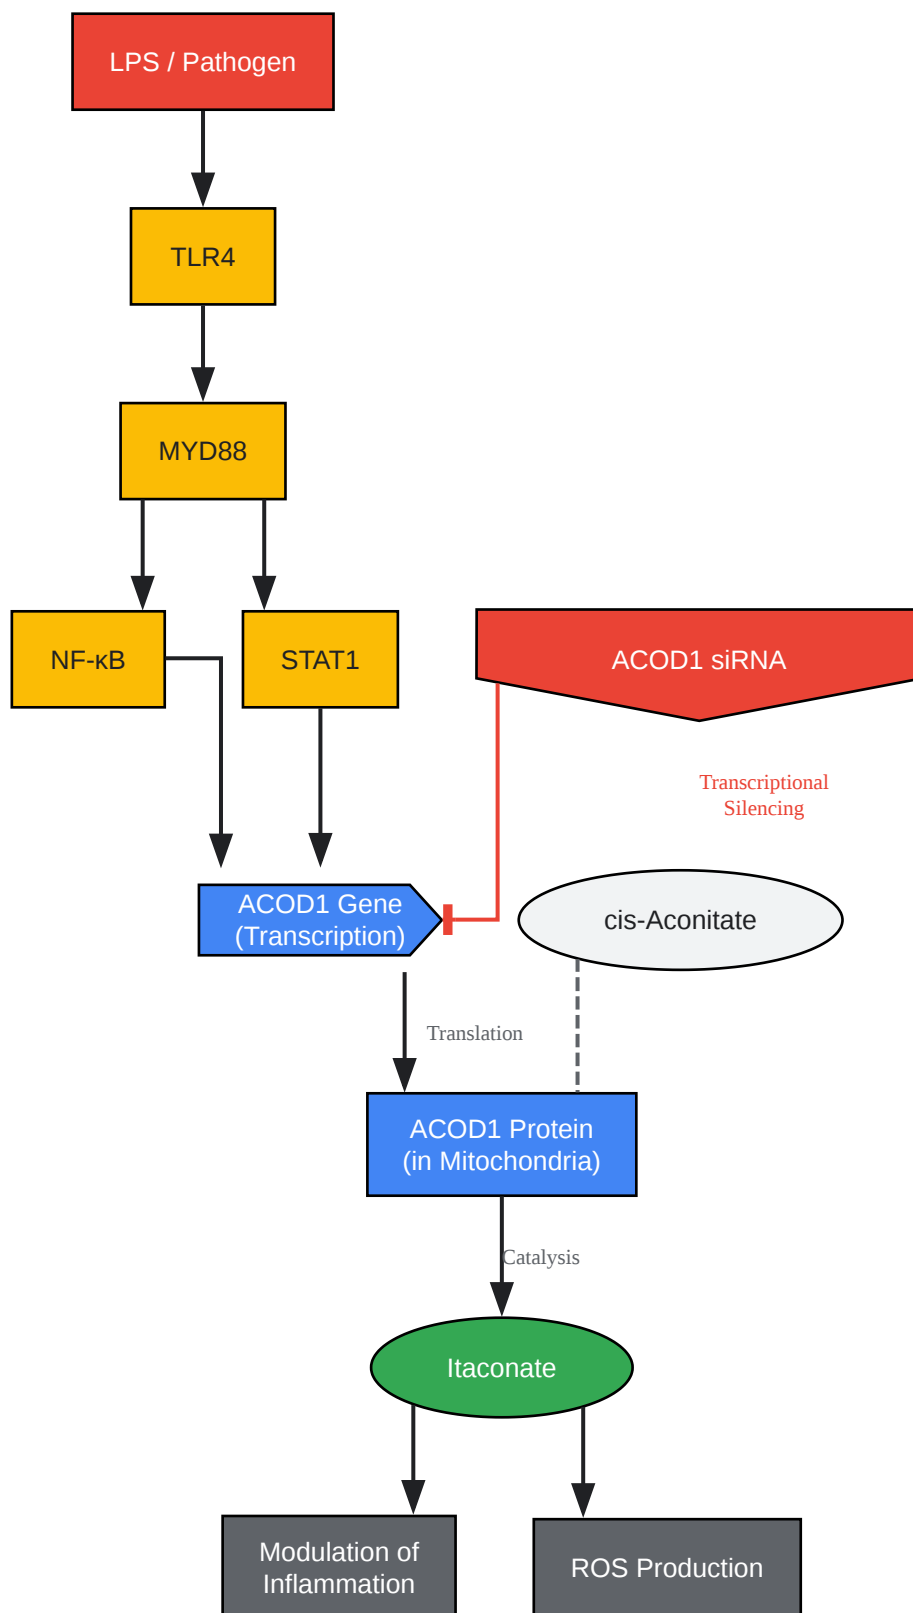 LPS / Pathogen
TLR4
MYD88
NF-κB
STAT1
ACOD1 siRNA
Transcriptional
Silencing
ACOD1 Gene
(Transcription)
cis-Aconitate
Translation
ACOD1 Protein
(in Mitochondria)
Catalysis
Itaconate
Modulation of
Inflammation
ROS Production